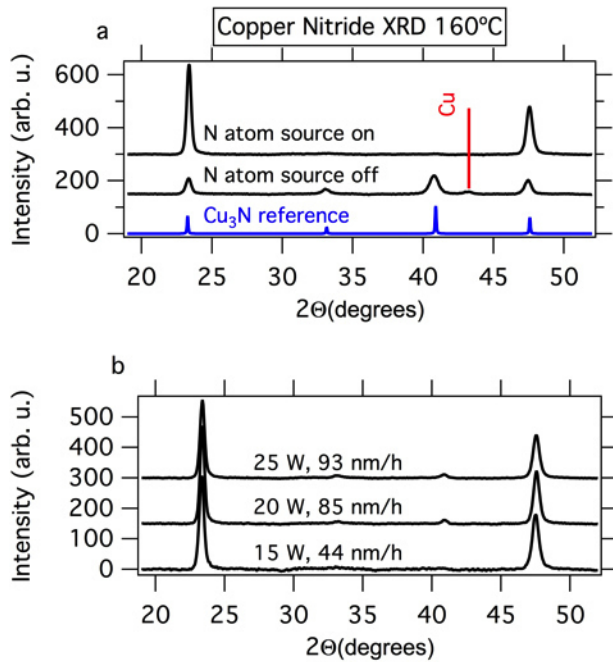 a
Copper Nitride XRD 160ºC
Intensity (arb. u.)
600
400
200
0
N atom source on
N atom source off
Cu₃N reference
Cu
20 25 30 35 40 45 50
2Θ(degrees)
b
Intensity (arb. u.)
500
400
300
200
100
0
25 W, 93 nm/h
20 W, 85 nm/h
15 W, 44 nm/h
20 25 30 35 40 45 50
2Θ(degrees)